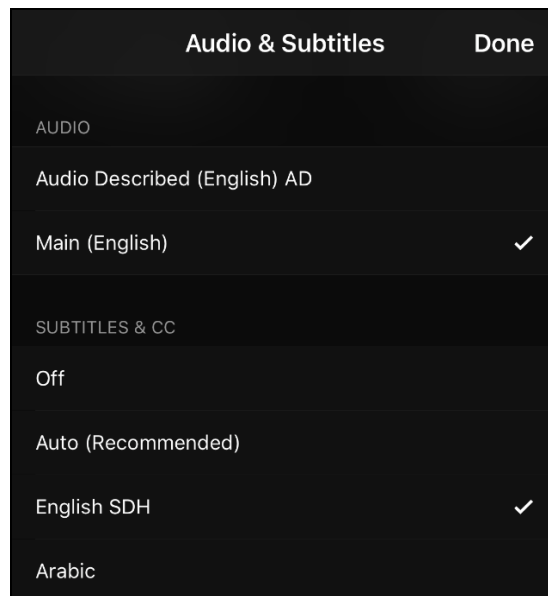 Audio & Subtitles Done
AUDIO
Audio Described (English) AD
Main (English)
SUBTITLES & CC
Off
Auto (Recommended)
English SDH
Arabic